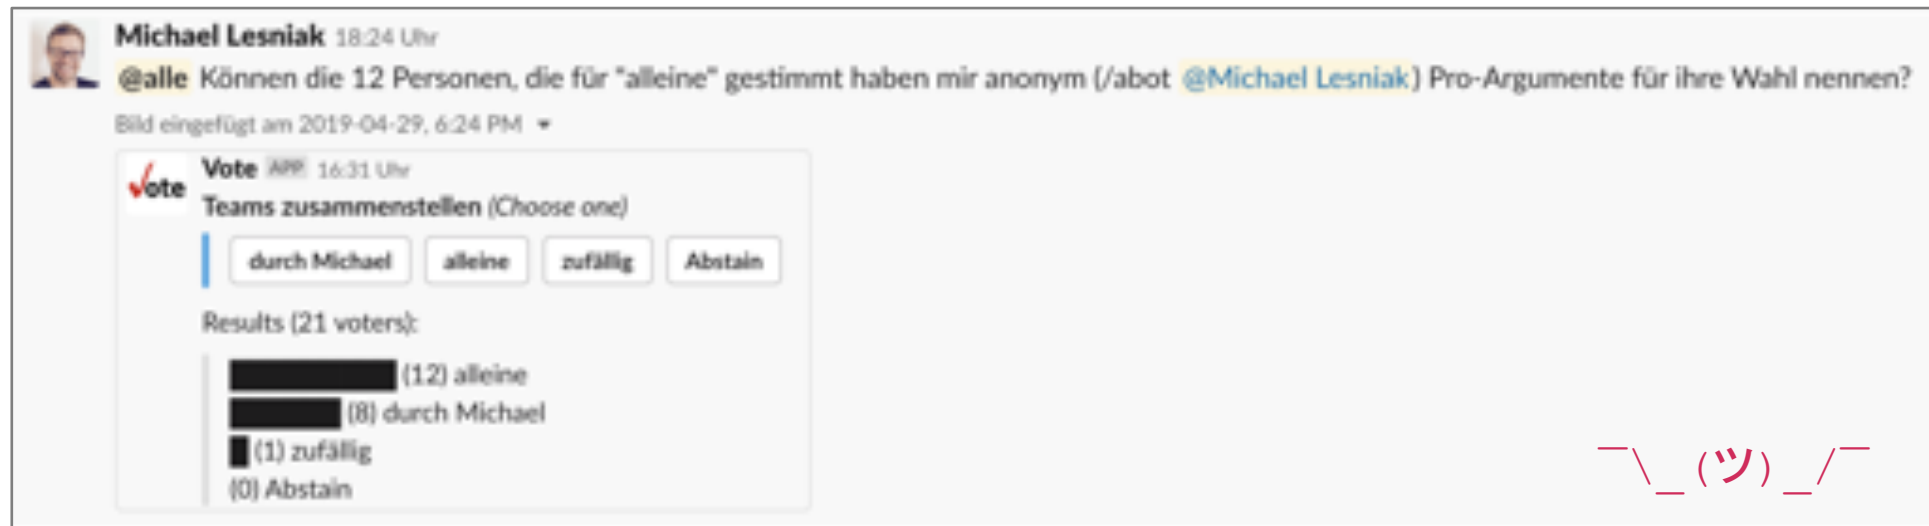 Michael Lesniak 18:24 Uhr
@alle Können die 12 Personen, die für "alleine" gestimmt haben mir anonym (/abot @Michael Lesniak) Pro-Argumente für ihre Wahl nennen?
Bild eingefügt am 2019-04-29, 6:24 PM
Vote APP 16:31 Uhr
Vote
Teams zusammenstellen (Choose one)
durch Michael alleine zufällig Abstain
Results (21 voters):
(12) alleine
(8) durch Michael
(1) zufällig
(0) Abstain
¯\_(ツ)_/¯